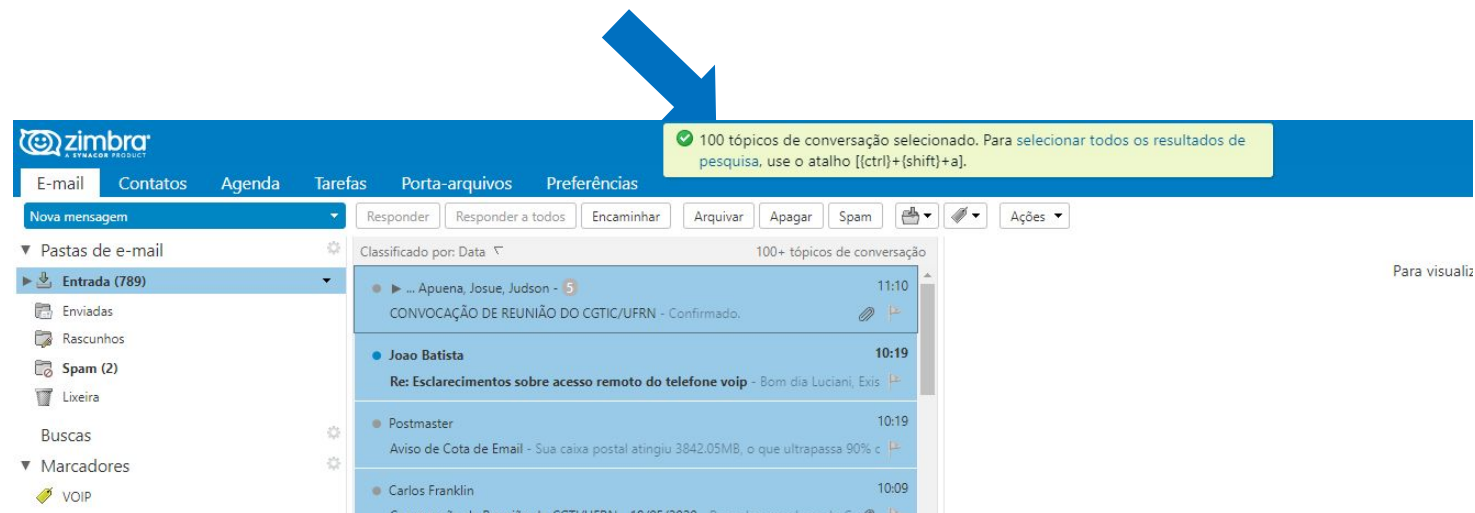 zimbra
A SYNACOR PRODUCT
100 tópicos de conversação selecionado. Para selecionar todos os resultados de
pesquisa, use o atalho [{ctrl}+{shift}+a].
E-mail Contatos Agenda Tarefas Porta-arquivos Preferências
Nova mensagem
Responder Responder a todos Encaminhar Arquivar Apagar Spam Ações
Pastas de e-mail
Entrada (789)
Enviadas
Rascunhos
Spam (2)
Lixeira
Buscas
Marcadores
VOIP
Classificado por: Data 100+ tópicos de conversação
... Apuena, Josue, Judson - 5 11:10
CONVOCAÇÃO DE REUNIÃO DO CGTIC/UFRN - Confirmado.
Joao Batista 10:19
Re: Esclarecimentos sobre acesso remoto do telefone voip - Bom dia Luciani, Exis
Postmaster 10:19
Aviso de Cota de Email - Sua caixa postal atingiu 3842.05MB, o que ultrapassa 90% c
Carlos Franklin 10:09
Para visualiz